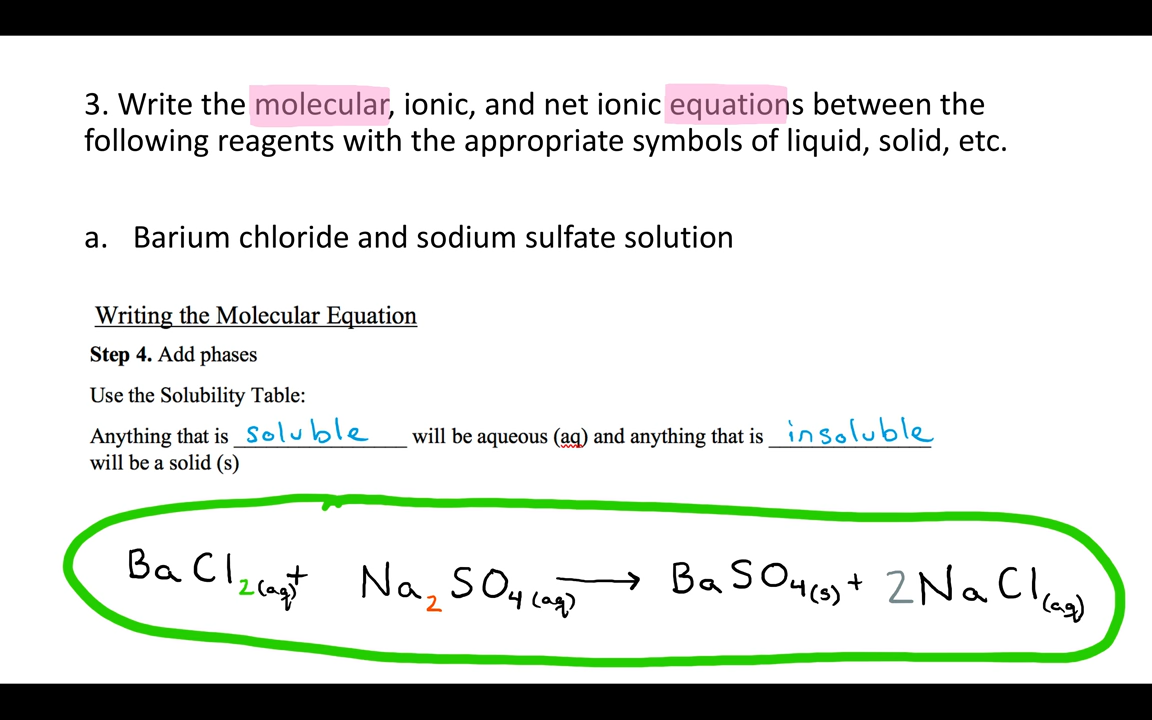 3. Write the molecular, ionic, and net ionic equations between the
following reagents with the appropriate symbols of liquid, solid, etc.
a. Barium chloride and sodium sulfate solution
Writing the Molecular Equation
Step 4. Add phases
Use the Solubility Table:
Anything that is soluble will be aqueous (aq) and anything that is insoluble
will be a solid (s)
BaCl2(aq) + Na2SO4(aq) → BaSO4(s) + 2NaCl(aq)